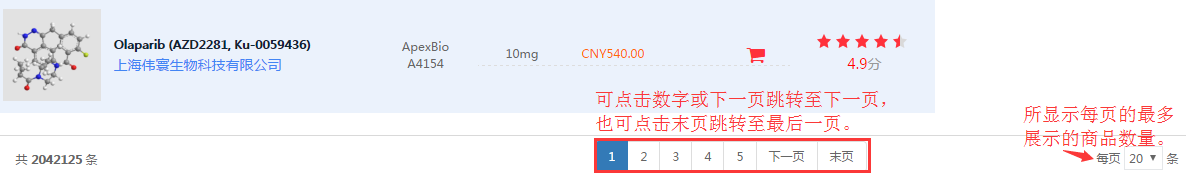 Olaparib (AZD2281, Ku-0059436)
上海伟寰生物科技有限公司
ApexBio
A4154
10mg
CNY540.00
4.9分
可点击数字或下一页跳转至下一页，
也可点击末页跳转至最后一页。
所显示每页的最多
展示的商品数量。
共 2042125 条
1 2 3 4 5 下一页 末页
每页 20 条